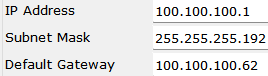 IP Address 100.100.100.1
Subnet Mask 255.255.255.192
Default Gateway 100.100.100.62